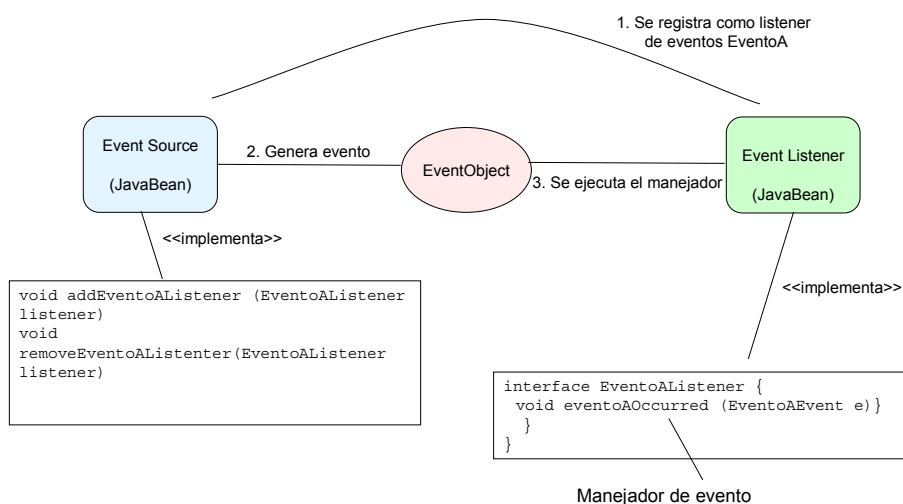 1. Se registra como listener
de eventos EventoA
Event Source
(JavaBean)
2. Genera evento
EventObject
3. Se ejecuta el manejador
Event Listener
(JavaBean)
<<implementa>>
<<implementa>>
void addEventoAListener (EventoAListener
listener)
void
removeEventoAListenter(EventoAListener
listener)
interface EventoAListener {
void eventoAOccurred (EventoAEvent e)}
}
}
Manejador de evento